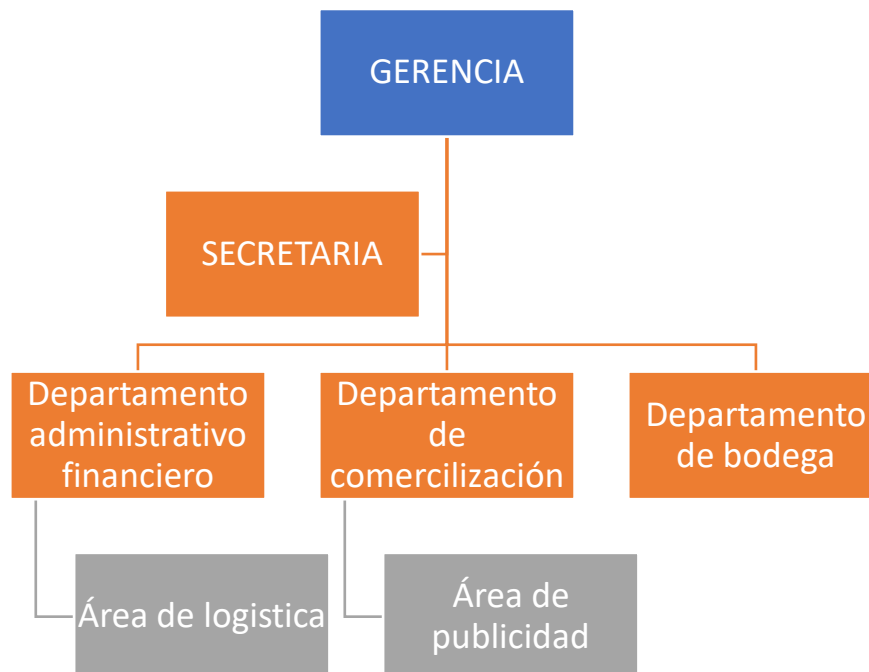 GERENCIA
SECRETARIA
Departamento
administrativo
financiero
Departamento
de
comercilización
Departamento
de bodega
Área de logistica
Área de
publicidad